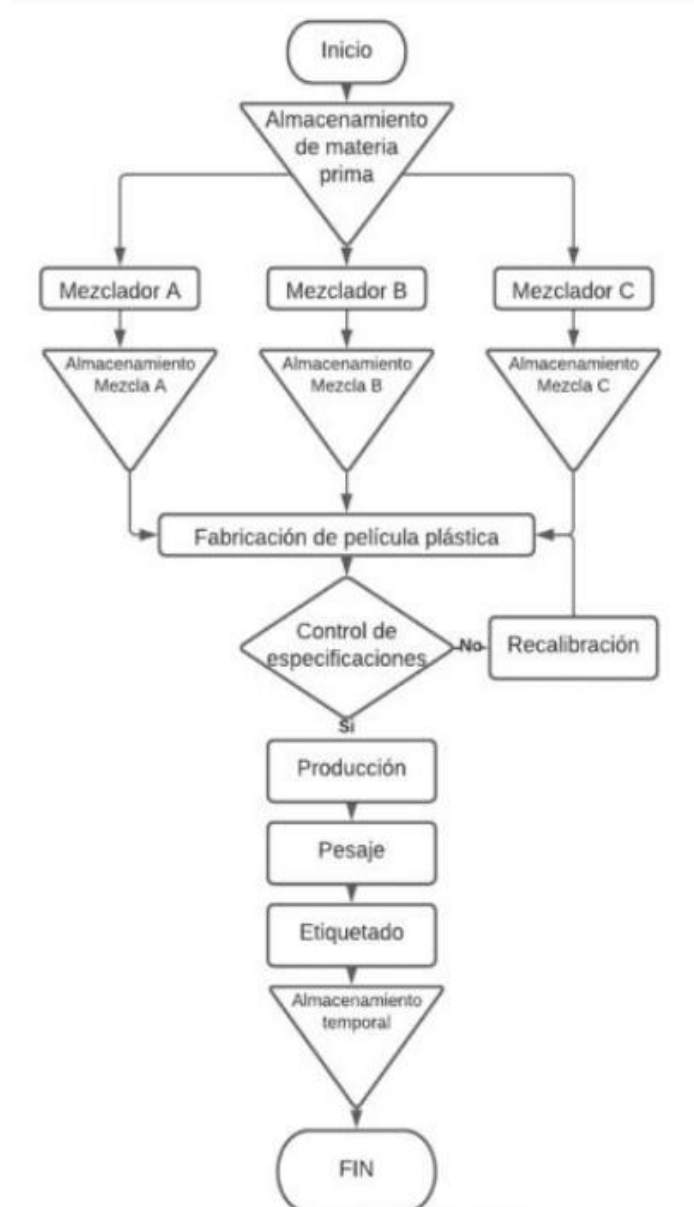 Inicio
Almacenamiento
de materia
prima
Mezclador A
Mezclador B
Mezclador C
Almacenamiento
Mezcla A
Almacenamiento
Mezcla B
Almacenamiento
Mezcla C
Fabricación de película plástica
Control de
especificaciones
No
Recalibración
Si
Producción
Pesaje
Etiquetado
Almacenamiento
temporal
FIN